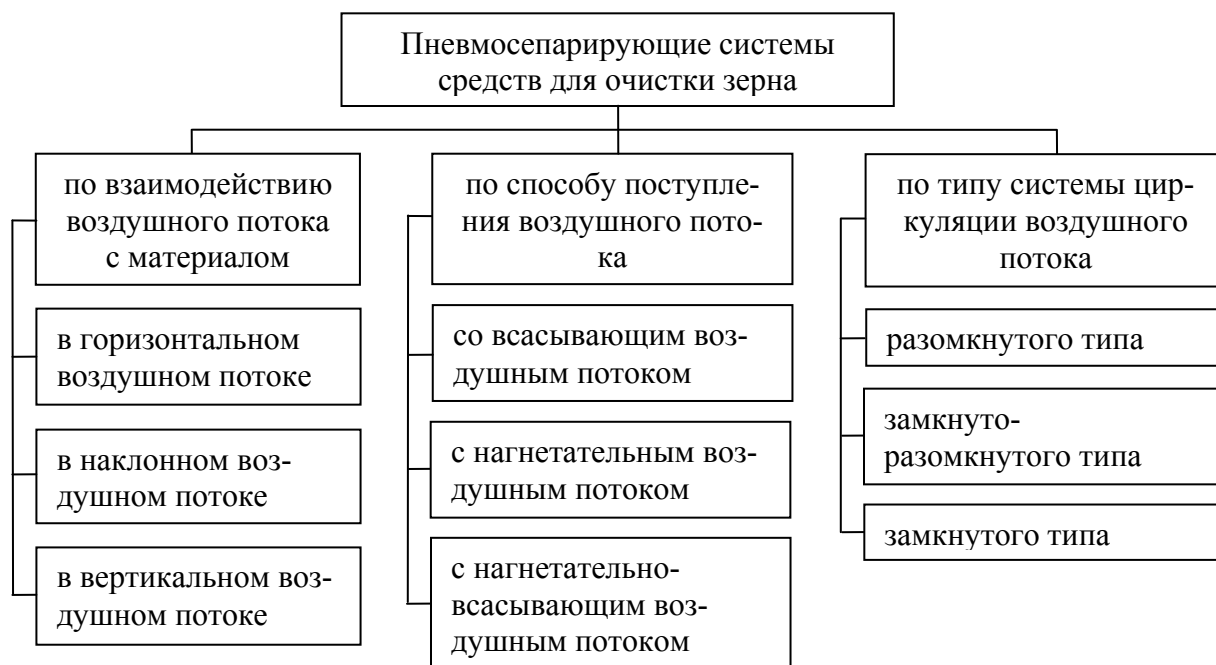 Пневмосепарирующие системы
средств для очистки зерна
по взаимодействию
воздушного потока
с материалом
в горизонтальном
воздушном потоке
в наклонном воз-
душном потоке
в вертикальном воз-
душном потоке
по способу поступле-
ния воздушного пото-
ка
со всасывающим воз-
душным потоком
с нагнетательным воз-
душным потоком
с нагнетательно-
всасывающим воз-
душным потоком
по типу системы цир-
куляции воздушного
потока
разомкнутого типа
замкнуто-
разомкнутого типа
замкнутого типа